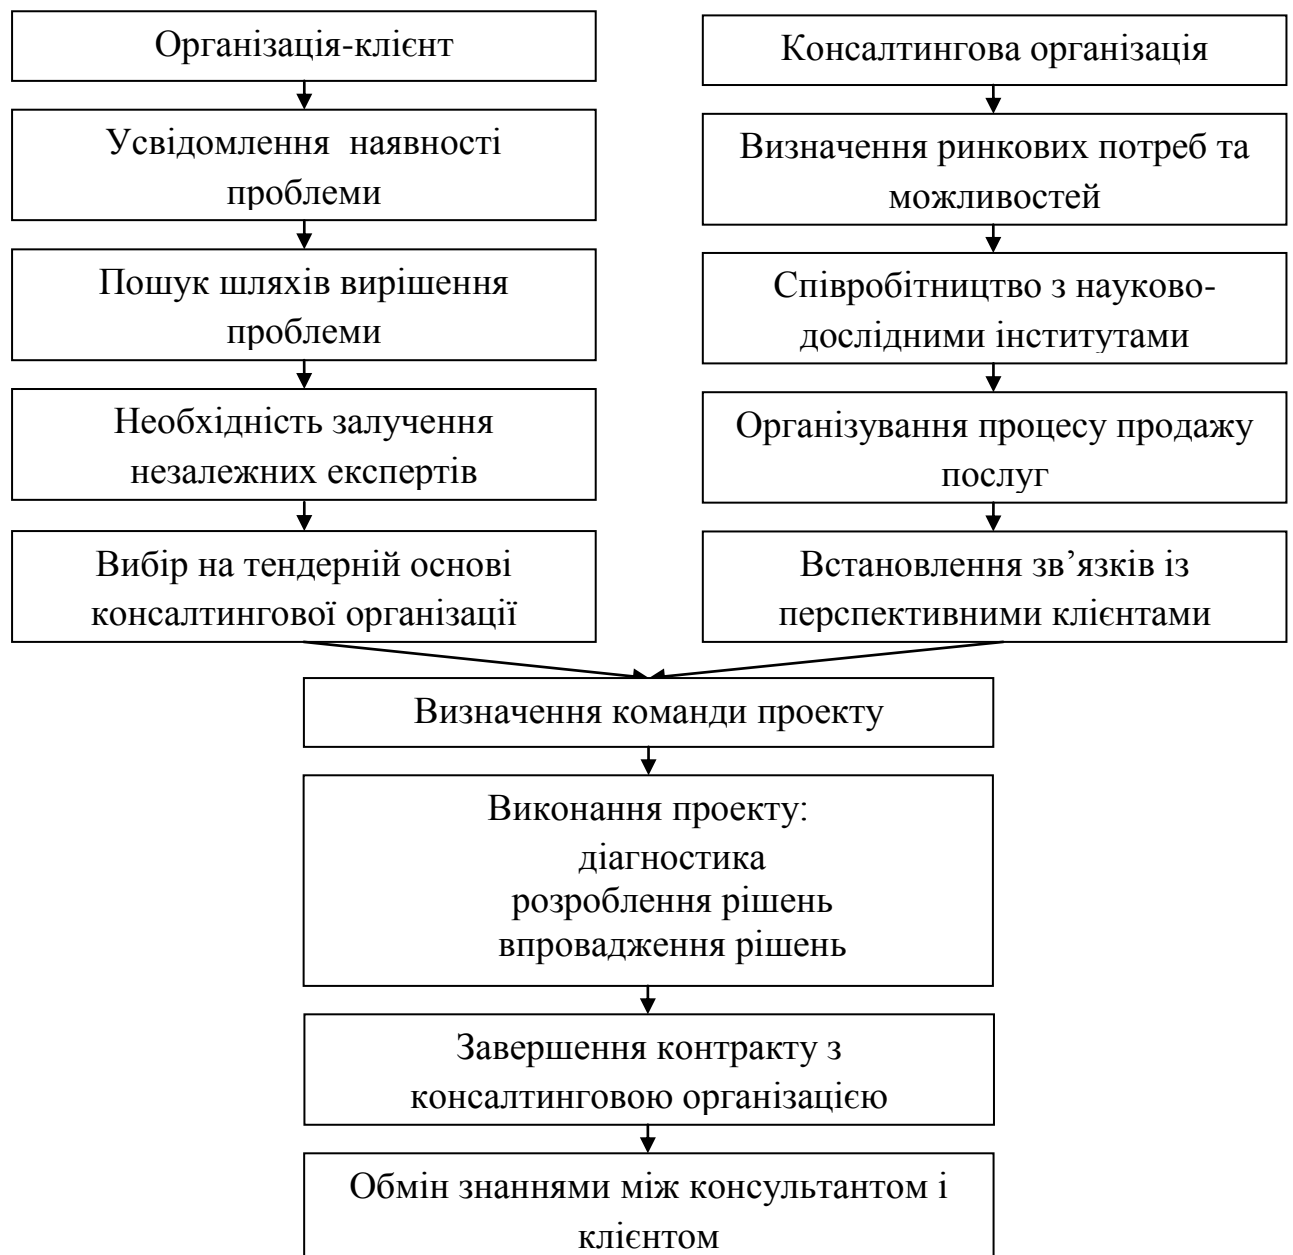 Організація-клієнт
Усвідомлення наявності
проблеми
Пошук шляхів вирішення
проблеми
Необхідність залучення
незалежних експертів
Вибір на тендерній основі
консалтингової організації
Консалтингова організація
Визначення ринкових потреб та
можливостей
Співробітництво з науково-
дослідними інститутами
Організування процесу продажу
послуг
Встановлення зв’язків із
перспективними клієнтами
Визначення команди проекту
Виконання проекту:
діагностика
розроблення рішень
впровадження рішень
Завершення контракту з
консалтинговою організацією
Обмін знаннями між консультантом і
клієнтом